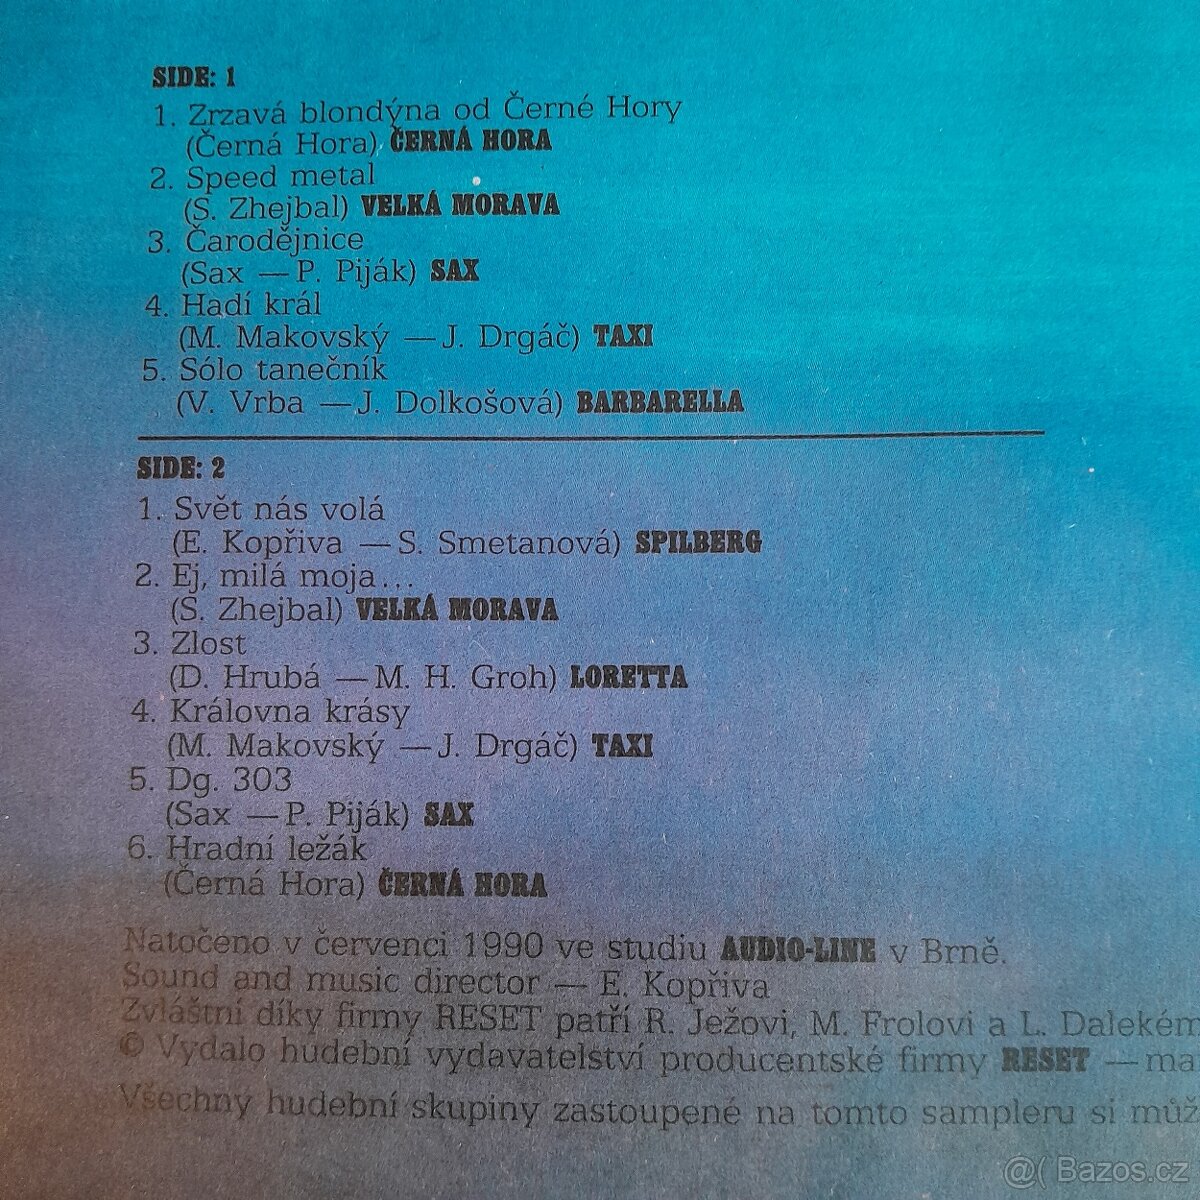 SIDE: 1
1. Zrzavá blondýna od Černé Hory
(Černá Hora) ČERNÁ HORA
2. Speed metal
(S. Zhejbal) VELKÁ MORAVA
3. Čarodějnice
(Sax — P. Piják) SAX
4. Hadí král
(M. Makovský — J. Drgáč) TAXI
5. Sólo tanečník
(V. Vrba — J. Dolkošová) BARBARELLA
SIDE: 2
1. Svět nás volá
(E. Kopřiva — S. Smetanová) SPILBERG
2. Ej, milá moja...
(S. Zhejbal) VELKÁ MORAVA
3. Zlost
(D. Hrubá — M. H. Groh) LORETTA
4. Královna krásy
(M. Makovský — J. Drgáč) TAXI
5. Dg. 303
(Sax — P. Piják) SAX
6. Hradní ležák
(Černá Hora) ČERNÁ HORA
Natočeno v červenci 1990 ve studiu AUDIO-LINE v Brně.
Sound and music director — E. Kopřiva
Zvláštní díky firmy RESET patří R. Ježovi, M. Frolovi a L. Dalekém
© Vydalo hudební vydavatelství producentské firmy RESET — ma
Všechny hudební skupiny zastoupené na tomto sampleru si můž
@( Bazos.cz